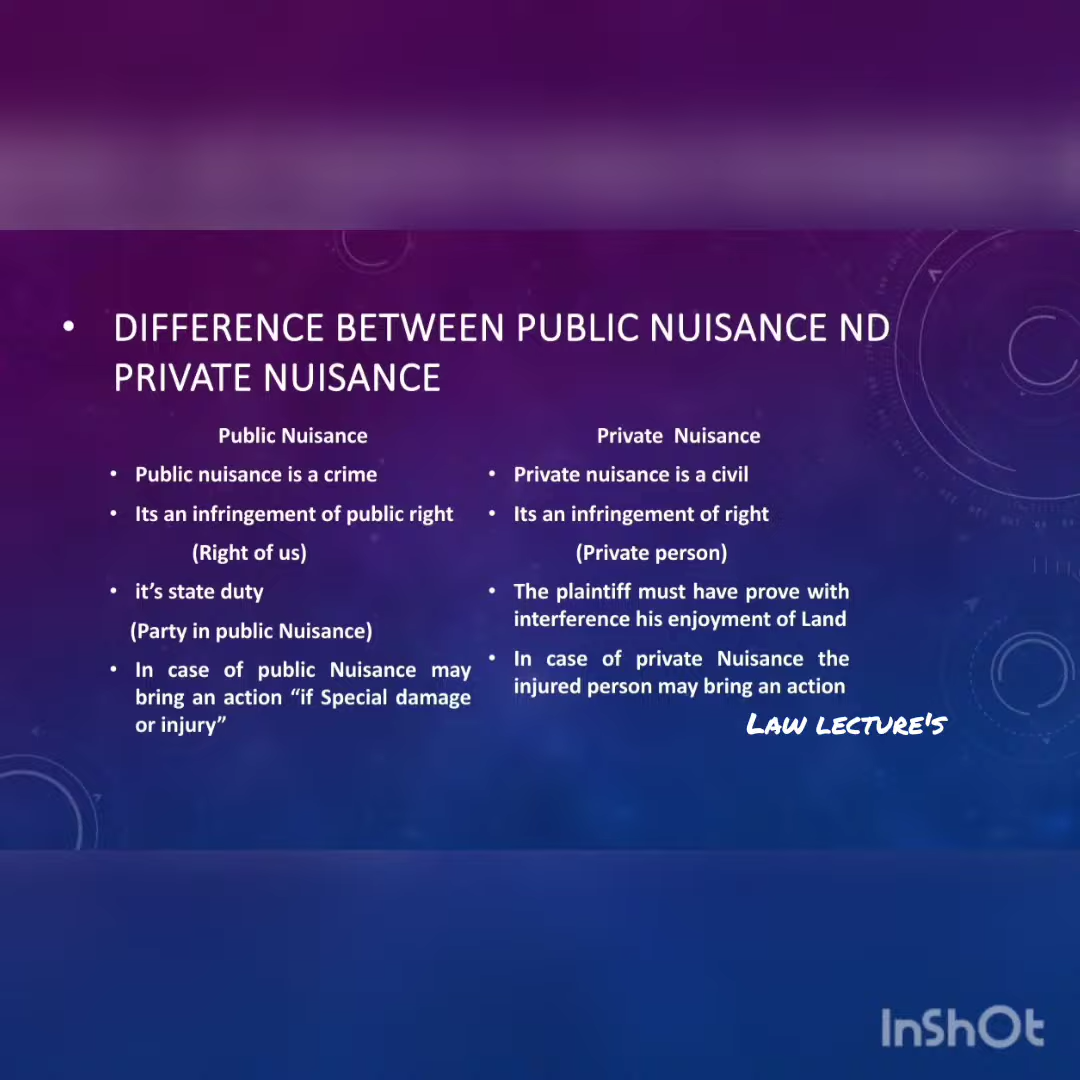 • DIFFERENCE BETWEEN PUBLIC NUISANCE ND
PRIVATE NUISANCE
Public Nuisance
• Public nuisance is a crime
• Its an infringement of public right
(Right of us)
• it's state duty
(Party in public Nuisance)
• In case of public Nuisance may
bring an action “if Special damage
or injury”
Private Nuisance
• Private nuisance is a civil
• Its an infringement of right
(Private person)
• The plaintiff must have prove with
interference his enjoyment of Land
• In case of private Nuisance the
injured person may bring an action
LAW LECTURE'S
InShOt